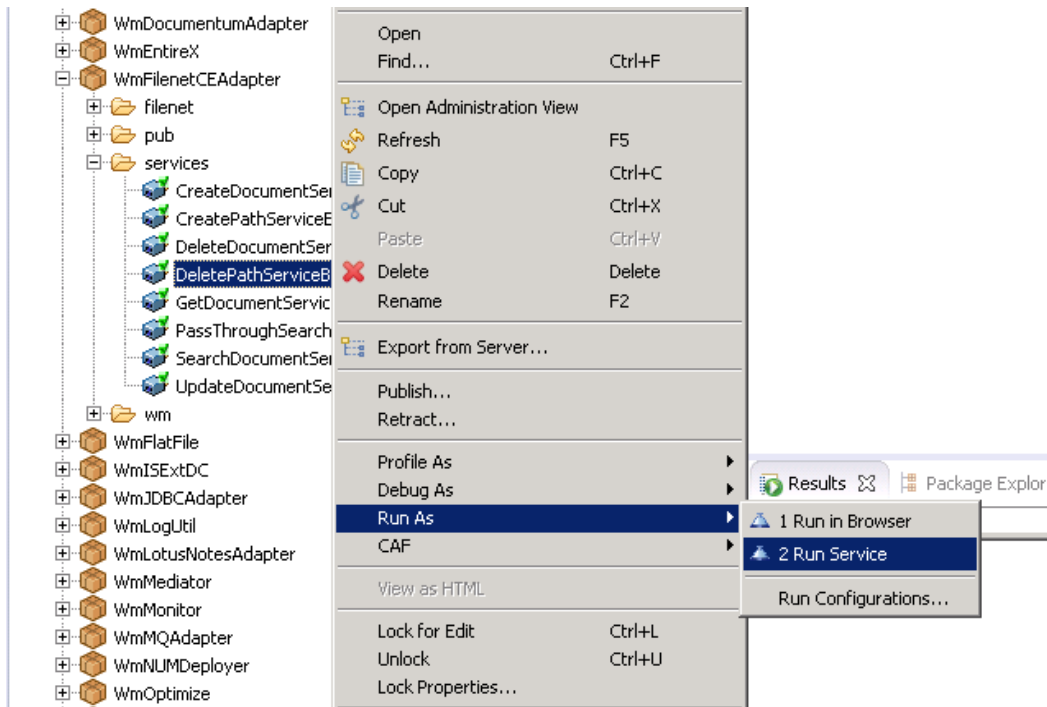 WmDocumentumAdapter
WmEntireX
WmFilenetCEAdapter
filenet
pub
services
CreateDocumentSer
CreatePathServiceB
DeleteDocumentSer
DeletePathServiceB
GetDocumentServic
PassThroughSearch
SearchDocumentSer
UpdateDocumentSe
wm
WmFlatFile
WmISExtDC
WmJDBCAdapter
WmLogUtil
WmLotusNotesAdapter
WmMediator
WmMonitor
WmMQAdapter
WmNUMDeployer
WmOptimize
Open
Find... Ctrl+F
Open Administration View
Refresh F5
Copy Ctrl+C
Cut Ctrl+X
Paste Ctrl+V
Delete Delete
Rename F2
Export from Server...
Publish...
Retract...
Profile As
Debug As
Run As
CAF
View as HTML
Lock for Edit Ctrl+L
Unlock Ctrl+U
Lock Properties...
Results Package Explor
1 Run in Browser
2 Run Service
Run Configurations...